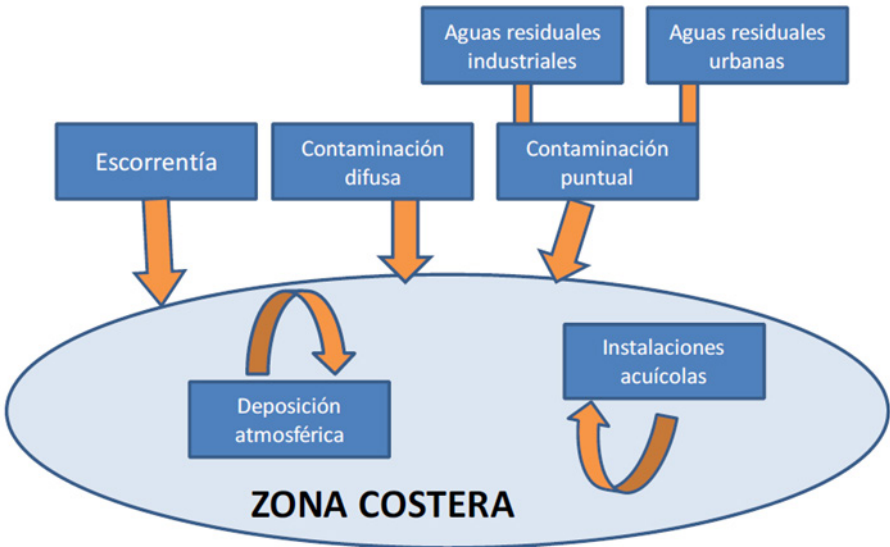 Aguas residuales
industriales
Aguas residuales
urbanas
Escorrentía
Contaminación
difusa
Contaminación
puntual
Instalaciones
acuícolas
Deposición
atmosférica
ZONA COSTERA